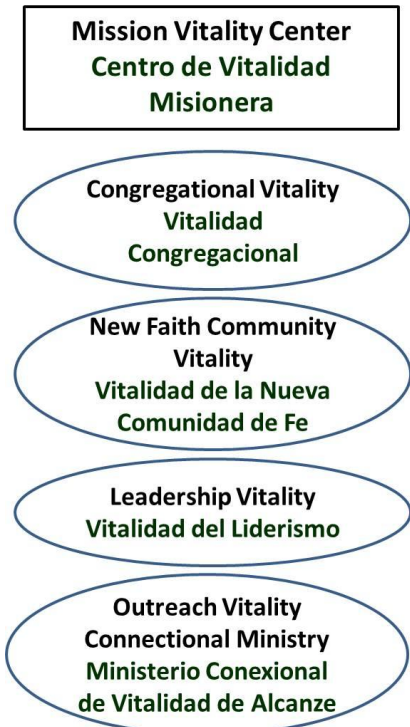 Mission Vitality Center
Centro de Vitalidad
Misionera
Congregational Vitality
Vitalidad
Congregacional
New Faith Community
Vitality
Vitalidad de la Nueva
Comunidad de Fe
Leadership Vitality
Vitalidad del Liderismo
Outreach Vitality
Connectional Ministry
Ministerio Conexional
de Vitalidad de Alcanze